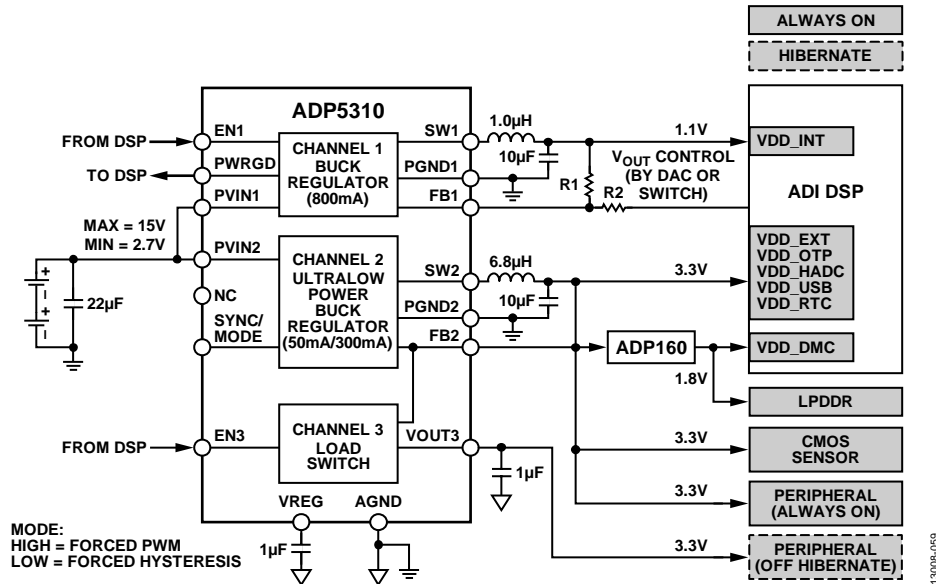 ALWAYS ON
HIBERNATE
ADP5310
FROM DSP
EN1
TO DSP
PWRGD
PVIN1
CHANNEL 1
BUCK
REGULATOR
(800mA)
SW1
PGND1
FB1
1.0µH
10µF
R1
R2
1.1V
VOUT CONTROL
(BY DAC OR
SWITCH)
VDD_INT
ADI DSP
MAX = 15V
MIN = 2.7V
+
–
+
–
22µF
PVIN2
NC
SYNC/
MODE
CHANNEL 2
ULTRALOW
POWER
BUCK
REGULATOR
(50mA/300mA)
SW2
PGND2
FB2
6.8µH
10µF
3.3V
VDD_EXT
VDD_OTP
VDD_HADC
VDD_USB
VDD_RTC
ADP160
VDD_DMC
1.8V
LPDDR
FROM DSP
EN3
CHANNEL 3
LOAD
SWITCH
VOUT3
1µF
3.3V
CMOS
SENSOR
3.3V
PERIPHERAL
(ALWAYS ON)
3.3V
PERIPHERAL
(OFF HIBERNATE)
VREG
AGND
1µF
MODE:
HIGH = FORCED PWM
LOW = FORCED HYSTERESIS
13008-059